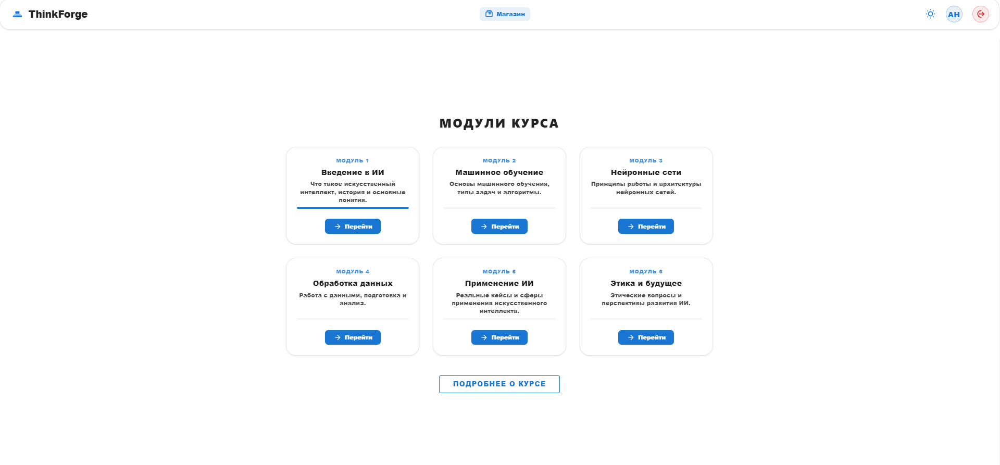 ThinkForge
Магазин
АН
МОДУЛИ КУРСА
МОДУЛЬ 1
Введение в ИИ
Что такое искусственный
интеллект, история и основные
понятия.
Перейти
МОДУЛЬ 2
Машинное обучение
Основы машинного обучения,
типы задач и алгоритмы.
Перейти
МОДУЛЬ 3
Нейронные сети
Принципы работы и архитектуры
нейронных сетей.
Перейти
МОДУЛЬ 4
Обработка данных
Работа с данными, подготовка и
анализ.
Перейти
МОДУЛЬ 5
Применение ИИ
Реальные кейсы и сферы
применения искусственного
интеллекта.
Перейти
МОДУЛЬ 6
Этика и будущее
Этические вопросы и
перспективы развития ИИ.
Перейти
ПОДРОБНЕЕ О КУРСЕ